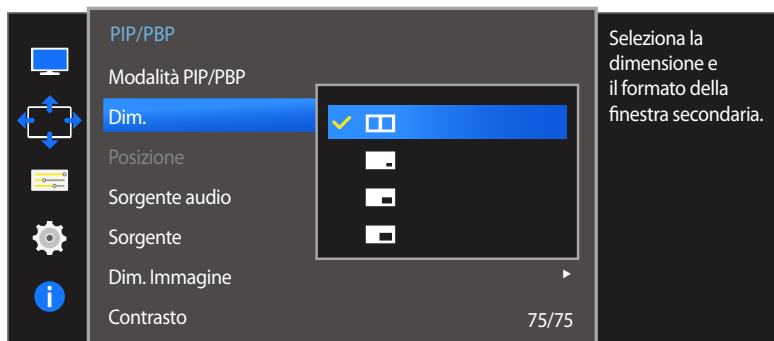 PIP/PBP
Modalità PIP/PBP
Dim.
Posizione
Sorgente audio
Sorgente
Dim. Immagine
Contrasto 75/75
Seleziona la
dimensione e
il formato della
finestra secondaria.